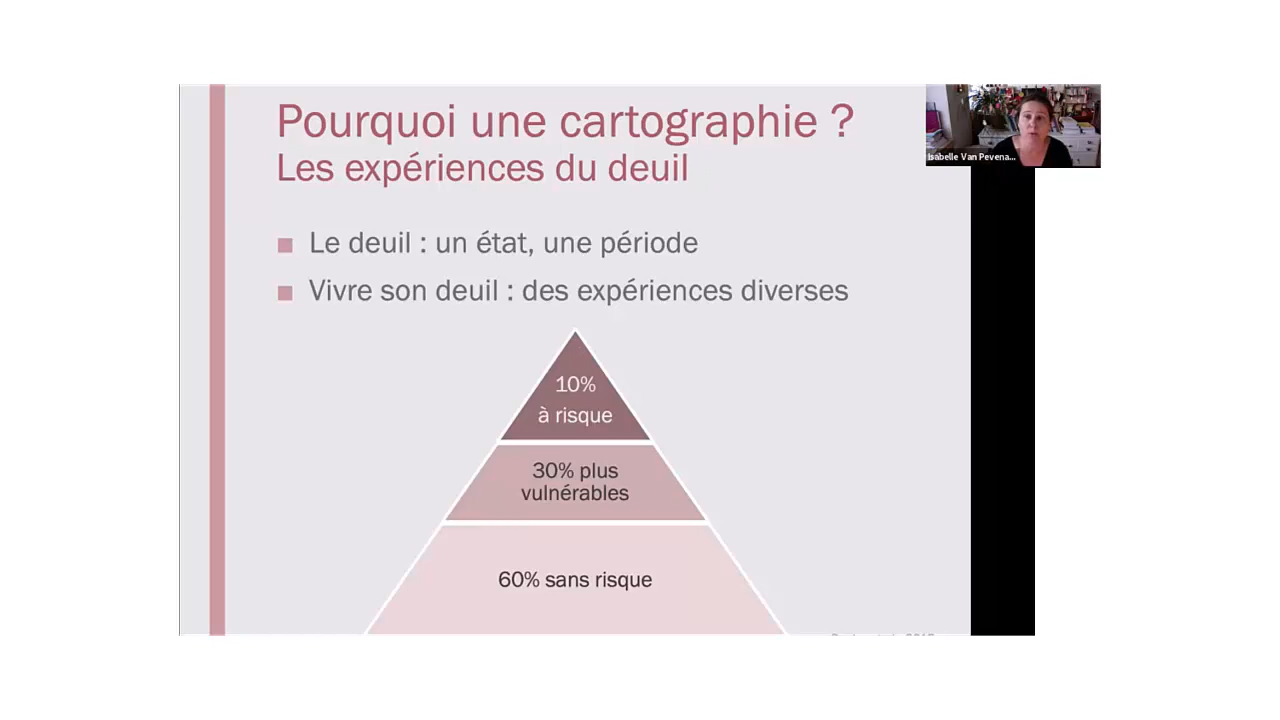 Pourquoi une cartographie ?
Les expériences du deuil
Isabelle Van Pevena...
■ Le deuil : un état, une période
■ Vivre son deuil : des expériences diverses
10%
à risque
30% plus
vulnérables
60% sans risque